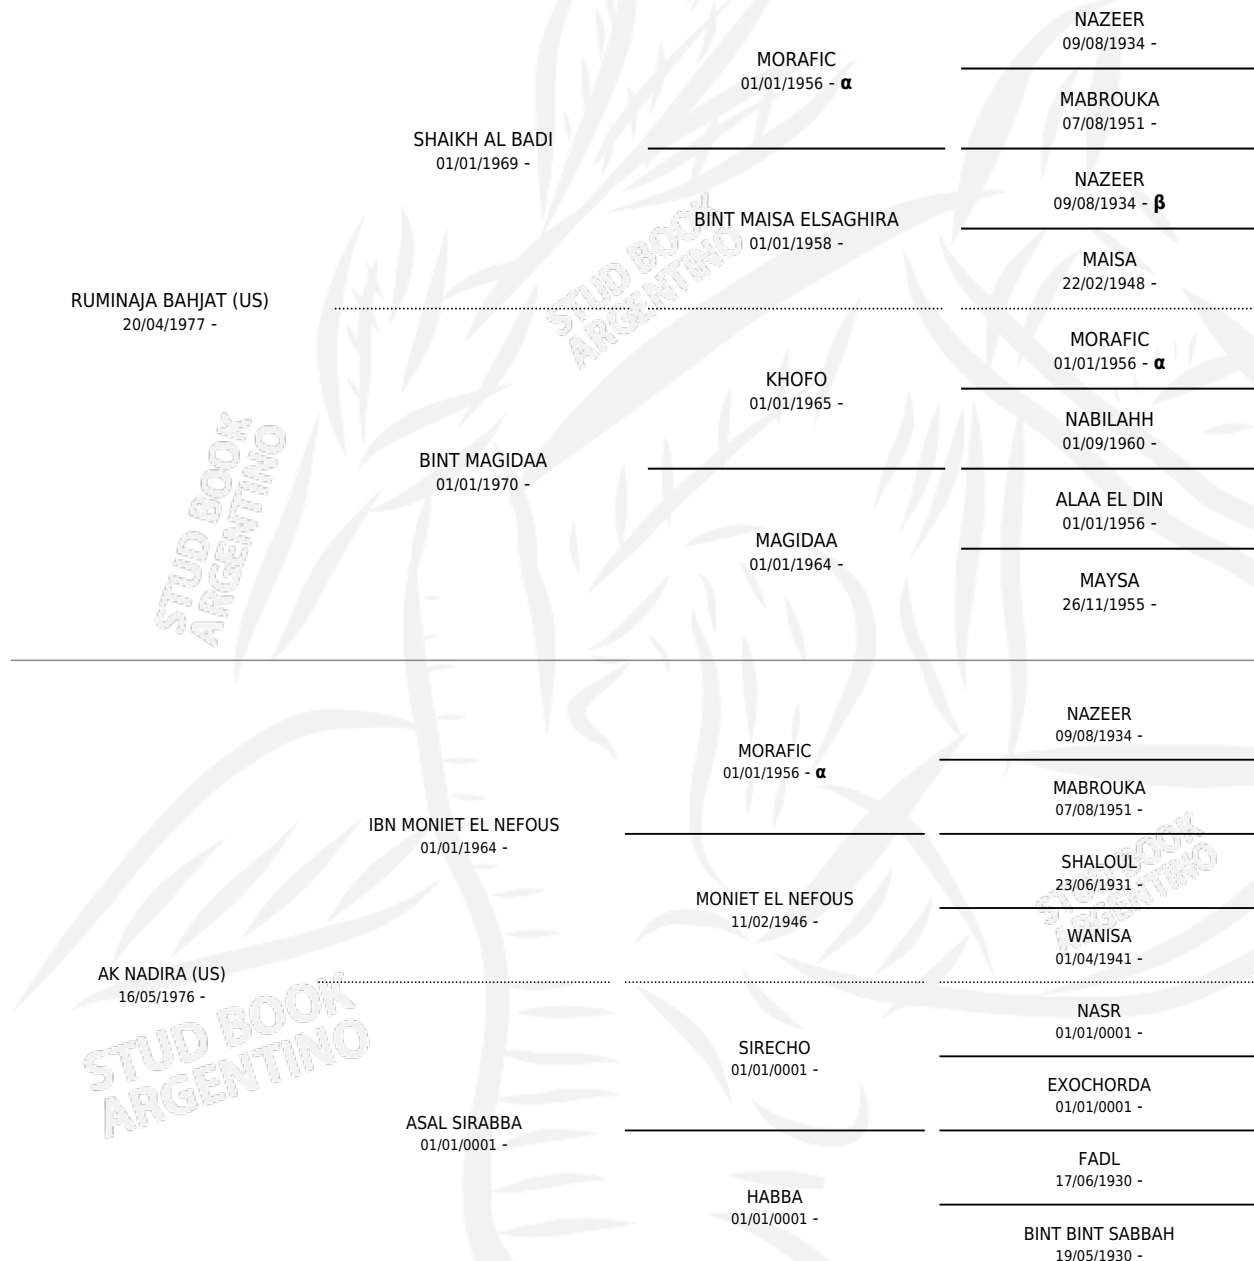 NAZEER
09/08/1934 -
MORAFIC
01/01/1956 - α
MABROUKA
07/08/1951 -
SHAIKH AL BADI
01/01/1969 -
NAZEER
09/08/1934 - β
BINT MAISA ELSAGHIRA
01/01/1958 -
MAISA
22/02/1948 -
RUMINAJA BAHJAT (US)
20/04/1977 -
MORAFIC
01/01/1956 - α
KHOFO
01/01/1965 -
NABILAHH
01/09/1960 -
BINT MAGIDAA
01/01/1970 -
ALAA EL DIN
01/01/1956 -
MAGIDAA
01/01/1964 -
MAYSA
26/11/1955 -
NAZEER
09/08/1934 -
MORAFIC
01/01/1956 - α
MABROUKA
07/08/1951 -
IBN MONIET EL NEFOUS
01/01/1964 -
SHALOUL
23/06/1931 -
MONIET EL NEFOUS
11/02/1946 -
WANISA
01/04/1941 -
AK NADIRA (US)
16/05/1976 -
NASR
01/01/0001 -
SIRECHO
01/01/0001 -
EXOCHORDA
01/01/0001 -
ASAL SIRABBA
01/01/0001 -
FADL
17/06/1930 -
HABBA
01/01/0001 -
BINT BINT SABBAH
19/05/1930 -
STUD BOOK
ARGENTINO
STUD BOOK
ARGENTINO
STUD BOOK
ARGENTINO
STUD BOOK
ARGENTINO